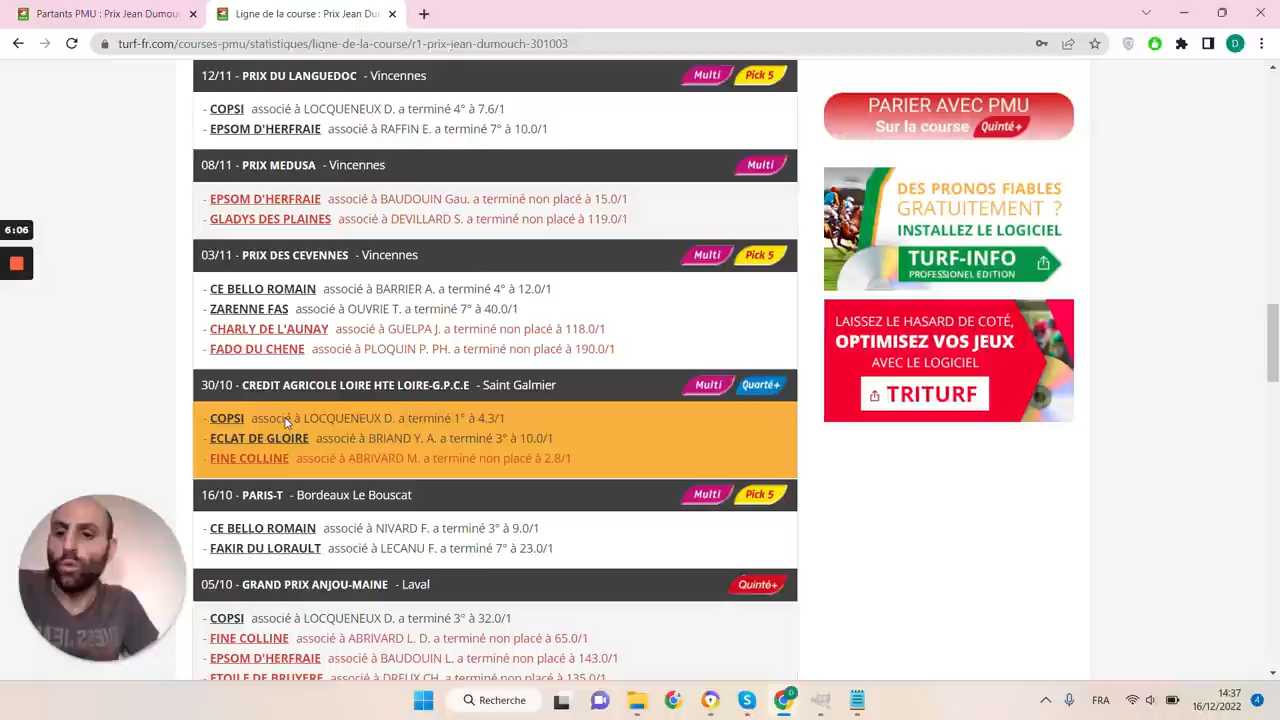 Partants PMU : Prix Jean Dumou
Ligne de la course : Prix Jean Du
turf-fr.com/courses-pmu/statistiques/ligne-de-la-course/r1-prix-jean-dumouch-301003
D
12/11 - PRIX DU LANGUEDOC - Vincennes
Multi Pick 5
- COPSI associé à LOCQUENEUX D. a terminé 4° à 7.6/1
- EPSOM D'HERFRAIE associé à RAFFIN E. a terminé 7° à 10.0/1
08/11 - PRIX MEDUSA - Vincennes
Multi
- EPSOM D'HERFRAIE associé à BAUDOUIN Gau. a terminé non placé à 15.0/1
- GLADYS DES PLAINES associé à DEVILLARD S. a terminé non placé à 119.0/1
03/11 - PRIX DES CEVENNES - Vincennes
Multi Pick 5
- CE BELLO ROMAIN associé à BARRIER A. a terminé 4° à 12.0/1
- ZARENNE FAS associé à OUVRIE T. a terminé 7° à 40.0/1
- CHARLY DE L'AUNAY associé à GUELPA J. a terminé non placé à 118.0/1
- FADO DU CHENE associé à PLOQUIN P. PH. a terminé non placé à 190.0/1
30/10 - CREDIT AGRICOLE LOIRE HTE LOIRE-G.P.C.E - Saint Galmier
Multi Quarté+
- COPSI associé à LOCQUENEUX D. a terminé 1° à 4.3/1
- ECLAT DE GLOIRE associé à BRIAND Y. A. a terminé 3° à 10.0/1
- FINE COLLINE associé à ABRIVARD M. a terminé non placé à 2.8/1
16/10 - PARIS-T - Bordeaux Le Bouscat
Multi Pick 5
- CE BELLO ROMAIN associé à NIVARD F. a terminé 3° à 9.0/1
- FAKIR DU LORAULT associé à LECANU F. a terminé 7° à 23.0/1
05/10 - GRAND PRIX ANJOU-MAINE - Laval
Quinté+
- COPSI associé à LOCQUENEUX D. a terminé 3° à 32.0/1
- FINE COLLINE associé à ABRIVARD L. D. a terminé non placé à 65.0/1
- EPSOM D'HERFRAIE associé à BAUDOUIN L. a terminé non placé à 143.0/1
- ETOILE DE BRUYERE associé à DREUX CH. a terminé non placé à 135.0/1
PARIER AVEC PMU
Sur la course Quinté+
DES PRONOS FIABLES
GRATUITEMENT ?
INSTALLEZ LE LOGICIEL
TURF-INFO
PROFESSIONEL EDITION
LAISSEZ LE HASARD DE COTÉ,
OPTIMISEZ VOS JEUX
AVEC LE LOGICIEL
TRITURF
6:06
Recherche
D
FRA
14:37
16/12/2022
4